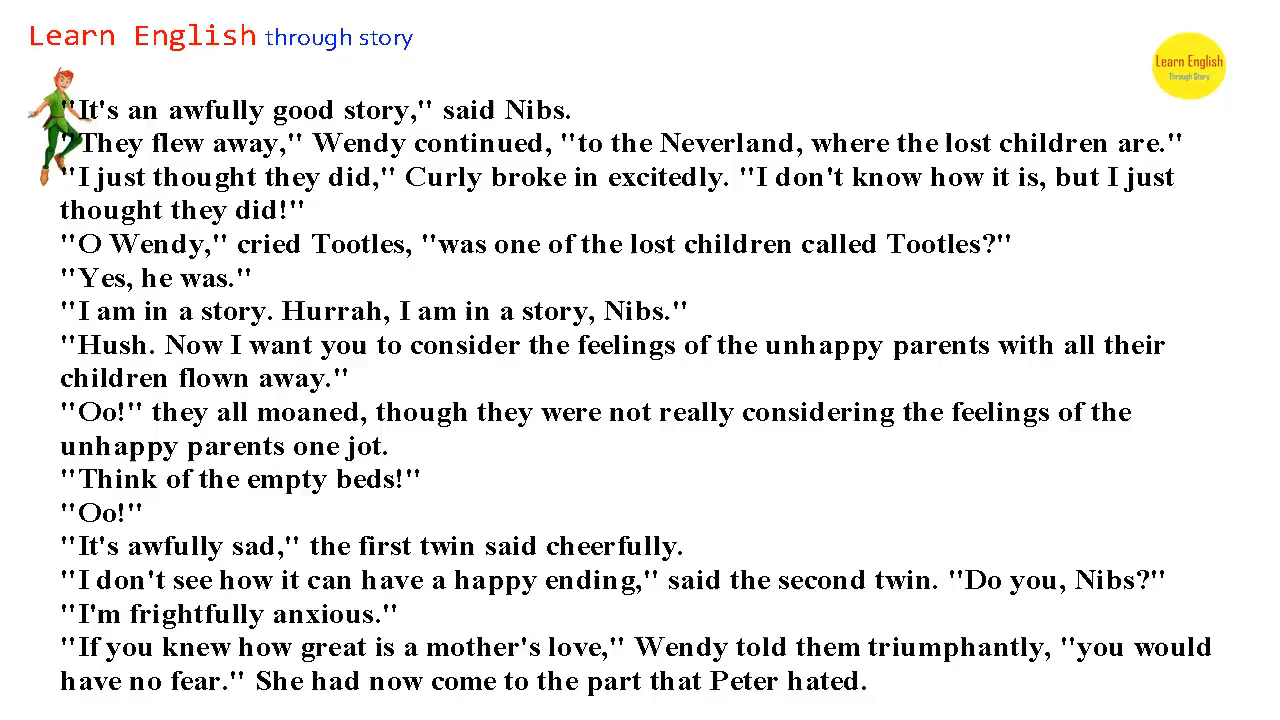 Learn English through story
Learn English
Through Story
"It's an awfully good story," said Nibs.
"They flew away," Wendy continued, "to the Neverland, where the lost children are."
"I just thought they did," Curly broke in excitedly. "I don't know how it is, but I just
thought they did!"
"O Wendy," cried Tootles, "was one of the lost children called Tootles?"
"Yes, he was."
"I am in a story. Hurrah, I am in a story, Nibs."
"Hush. Now I want you to consider the feelings of the unhappy parents with all their
children flown away."
"Oo!" they all moaned, though they were not really considering the feelings of the
unhappy parents one jot.
"Think of the empty beds!"
"Oo!"
"It's awfully sad," the first twin said cheerfully.
"I don't see how it can have a happy ending," said the second twin. "Do you, Nibs?"
"I'm frightfully anxious."
"If you knew how great is a mother's love," Wendy told them triumphantly, "you would
have no fear." She had now come to the part that Peter hated.